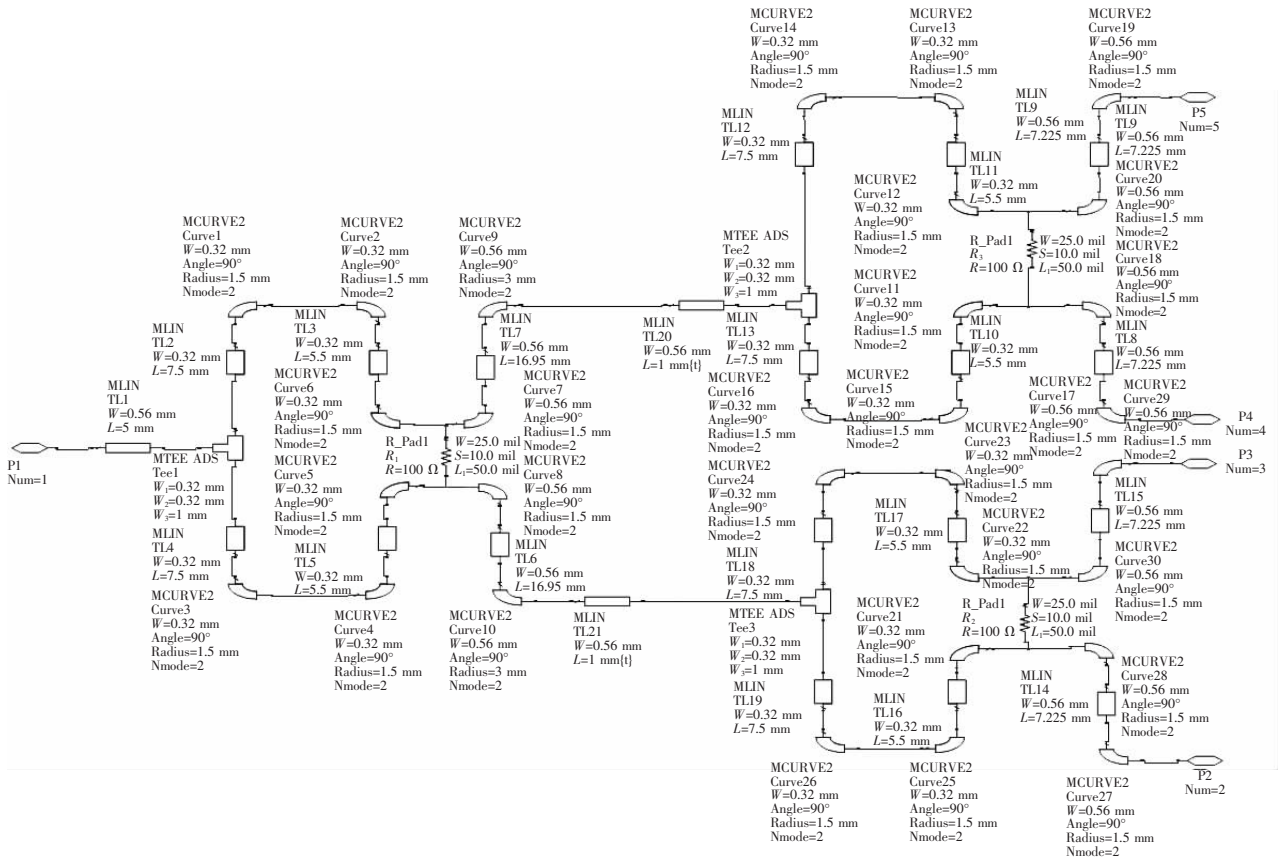 MCURVE2
Curve14
W=0.32 mm
Angle=90°
Radius=1.5 mm
Nmode=2
MCURVE2
Curve13
W=0.32 mm
Angle=90°
Radius=1.5 mm
Nmode=2
MCURVE2
Curve19
W=0.56 mm
Angle=90°
Radius=1.5 mm
Nmode=2
MLIN
TL12
W=0.32 mm
L=7.5 mm
MLIN
TL9
W=0.56 mm
L=7.225 mm
P5
Num=5
MLIN
TL9
W=0.56 mm
L=7.225 mm
MLIN
TL11
W=0.32 mm
L=5.5 mm
MCURVE2
Curve20
W=0.56 mm
Angle=90°
Radius=1.5 mm
Nmode=2
MCURVE2
Curve12
W=0.32 mm
Angle=90°
Radius=1.5 mm
Nmode=2
MCURVE2
Curve1
W=0.32 mm
Angle=90°
Radius=1.5 mm
Nmode=2
MCURVE2
Curve2
W=0.32 mm
Angle=90°
Radius=1.5 mm
Nmode=2
MCURVE2
Curve9
W=0.56 mm
Angle=90°
Radius=3 mm
Nmode=2
MTEE ADS
Tee2
W₁=0.32 mm
W₂=0.32 mm
W₃=1 mm
R_Pad1
R₃
R=100 Ω
W=25.0 mil
S=10.0 mil
L₁=50.0 mil
MCURVE2
Curve18
W=0.56 mm
Angle=90°
Radius=1.5 mm
Nmode=2
MCURVE2
Curve11
W=0.32 mm
Angle=90°
Radius=1.5 mm
Nmode=2
MLIN
TL2
W=0.32 mm
L=7.5 mm
MLIN
TL3
W=0.32 mm
L=5.5 mm
MLIN
TL7
W=0.56 mm
L=16.95 mm
MLIN
TL20
W=0.56 mm
L=1 mm{t}
MLIN
TL13
W=0.32 mm
L=7.5 mm
MLIN
TL10
W=0.32 mm
L=5.5 mm
MLIN
TL8
W=0.56 mm
L=7.225 mm
MLIN
TL1
W=0.56 mm
L=5 mm
MCURVE2
Curve6
W=0.32 mm
Angle=90°
Radius=1.5 mm
Nmode=2
MCURVE2
Curve7
W=0.56 mm
Angle=90°
Radius=1.5 mm
Nmode=2
MCURVE2
Curve16
W=0.32 mm
Angle=90°
Radius=1.5 mm
Nmode=2
MCURVE2
Curve15
W=0.32 mm
Angle=90°
Radius=1.5 mm
Nmode=2
MCURVE2
Curve17
W=0.56 mm
Angle=90°
Radius=1.5 mm
Nmode=2
MCURVE2
Curve29
W=0.56 mm
Angle=90°
Radius=1.5 mm
Nmode=2
P4
Num=4
P1
Num=1
MTEE ADS
Tee1
W₁=0.32 mm
W₂=0.32 mm
W₃=1 mm
R_Pad1
R₁
R=100 Ω
W=25.0 mil
S=10.0 mil
L₁=50.0 mil
MCURVE2
Curve5
W=0.32 mm
Angle=90°
Radius=1.5 mm
Nmode=2
MCURVE2
Curve8
W=0.56 mm
Angle=90°
Radius=1.5 mm
Nmode=2
MCURVE2
Curve24
W=0.32 mm
Angle=90°
Radius=1.5 mm
Nmode=2
MCURVE2
Curve23
W=0.32 mm
Angle=90°
Radius=1.5 mm
Nmode=2
P3
Num=3
MLIN
TL17
W=0.32 mm
L=5.5 mm
MLIN
TL15
W=0.56 mm
L=7.225 mm
MCURVE2
Curve22
W=0.32 mm
Angle=90°
Radius=1.5 mm
Nmode=2
MLIN
TL4
W=0.32 mm
L=7.5 mm
MLIN
TL5
W=0.32 mm
L=5.5 mm
MLIN
TL6
W=0.56 mm
L=16.95 mm
MLIN
TL18
W=0.32 mm
L=7.5 mm
MCURVE2
Curve30
W=0.56 mm
Angle=90°
Radius=1.5 mm
Nmode=2
MCURVE2
Curve3
W=0.32 mm
Angle=90°
Radius=1.5 mm
Nmode=2
MCURVE2
Curve4
W=0.32 mm
Angle=90°
Radius=1.5 mm
Nmode=2
MCURVE2
Curve10
W=0.56 mm
Angle=90°
Radius=3 mm
Nmode=2
MLIN
TL21
W=0.56 mm
L=1 mm{t}
MTEE ADS
Tee3
W₁=0.32 mm
W₂=0.32 mm
W₃=1 mm
MCURVE2
Curve21
W=0.32 mm
Angle=90°
Radius=1.5 mm
Nmode=2
R_Pad1
R₂
R=100 Ω
W=25.0 mil
S=10.0 mil
L₁=50.0 mil
MLIN
TL19
W=0.32 mm
L=7.5 mm
MLIN
TL16
W=0.32 mm
L=5.5 mm
MLIN
TL14
W=0.56 mm
L=7.225 mm
MCURVE2
Curve28
W=0.56 mm
Angle=90°
Radius=1.5 mm
Nmode=2
P2
Num=2
MCURVE2
Curve26
W=0.32 mm
Angle=90°
Radius=1.5 mm
Nmode=2
MCURVE2
Curve25
W=0.32 mm
Angle=90°
Radius=1.5 mm
Nmode=2
MCURVE2
Curve27
W=0.56 mm
Angle=90°
Radius=1.5 mm
Nmode=2